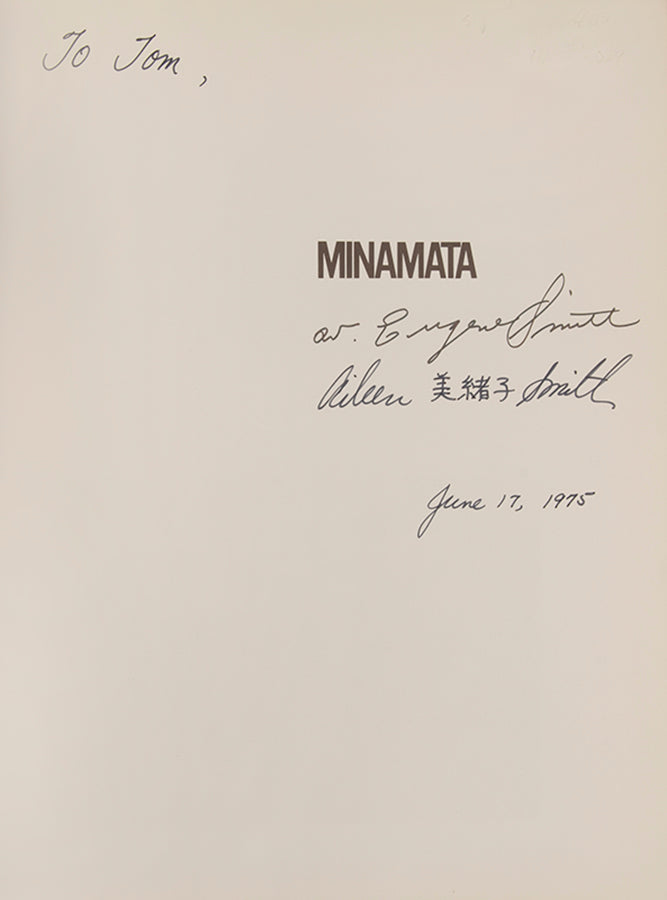 To Tom,
MINAMATA
W. Eugene Smith
Aileen 美緒子 Smith
June 17, 1975